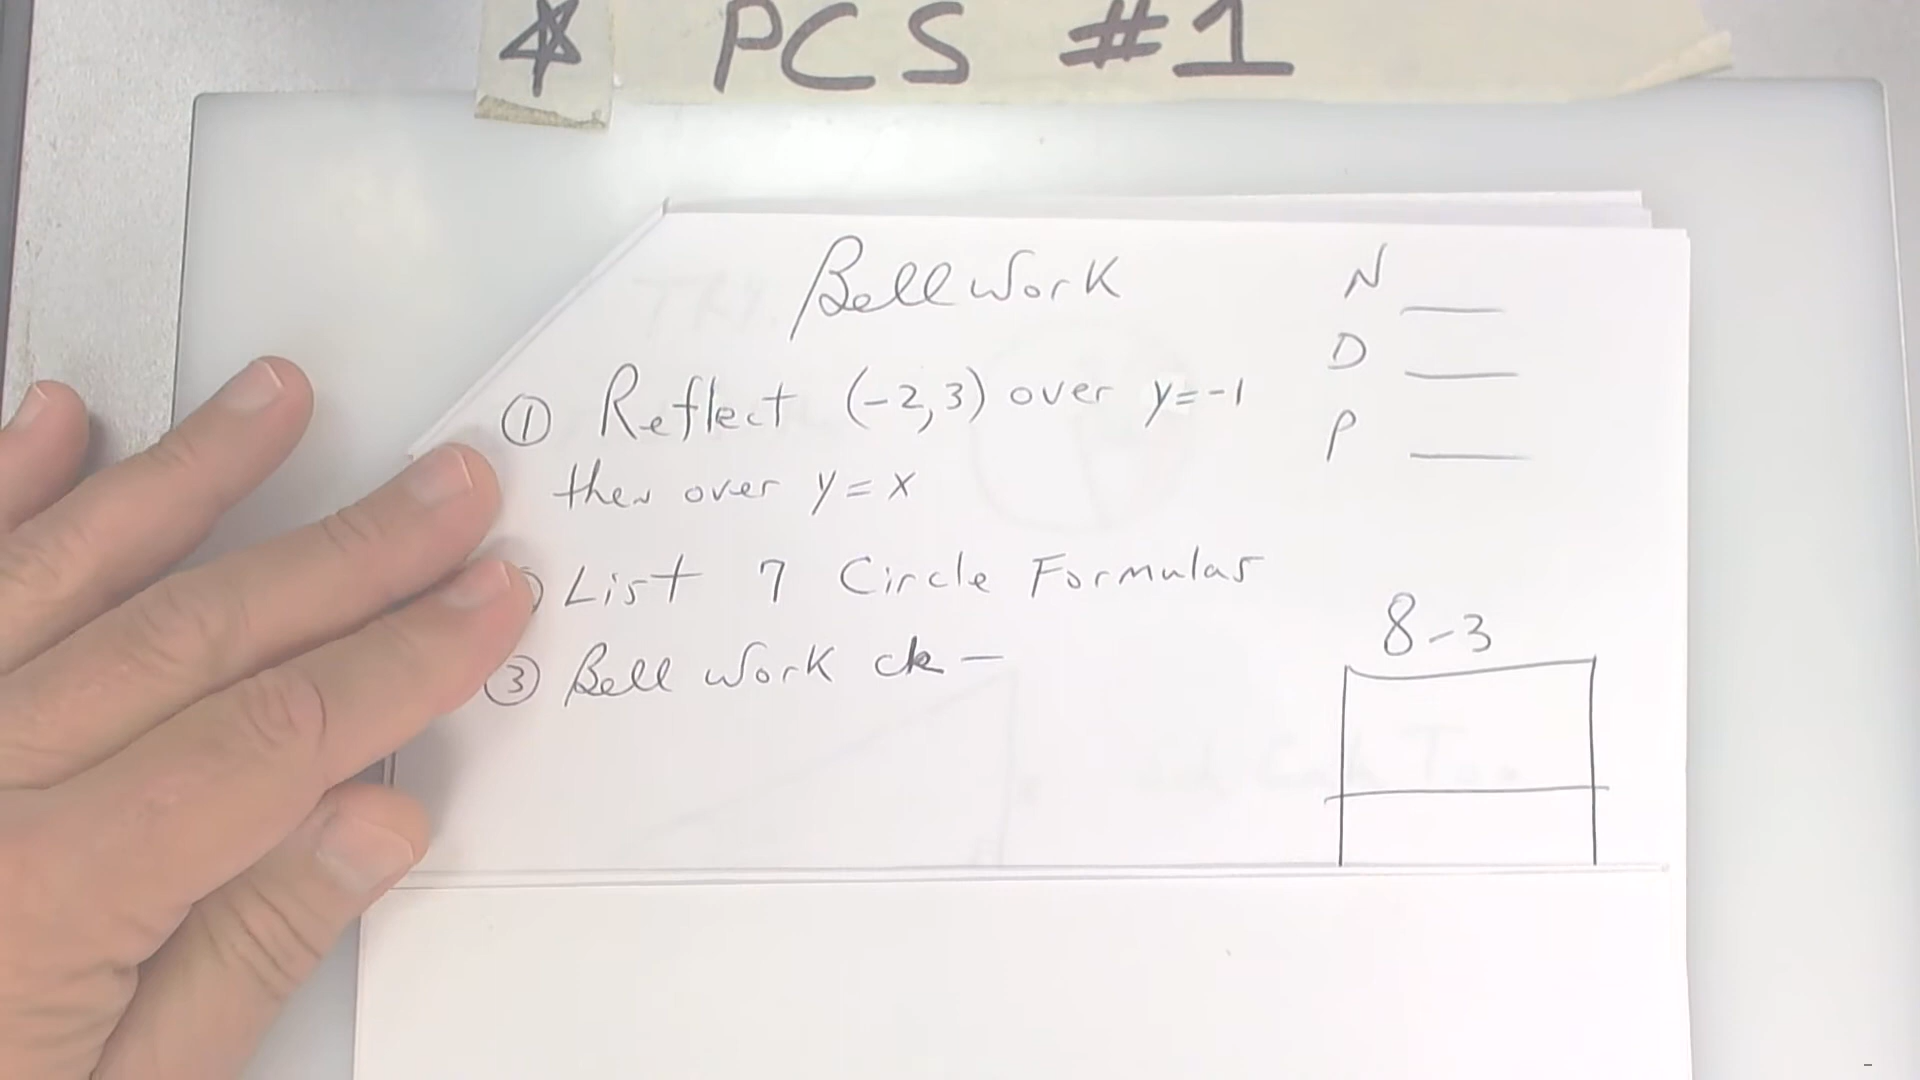 ☆ PCS #1
Bell Work
N
D
P
① Reflect (-2,3) over y=-1
then over y=x
List 7 Circle Formulas
③ Bell Work ck -
8-3